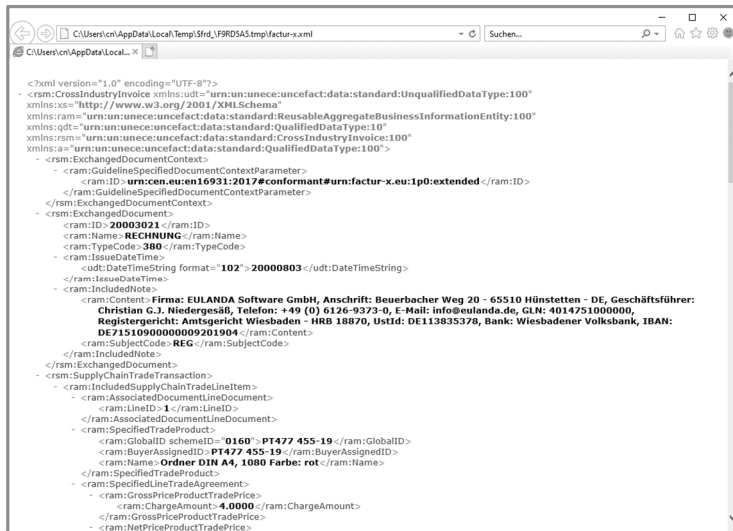 C:\Users\cn\AppData\Local\Temp\$frd_\F9RD5A5.tmp\factur-x.xml
Suchen...
C:\Users\cn\AppData\Local...
<?xml version="1.0" encoding="UTF-8"?>
- <rsm:CrossIndustryInvoice xmlns:udt="urn:un:unece:uncefact:data:standard:UnqualifiedDataType:100"
xmlns:xs="http://www.w3.org/2001/XMLSchema"
xmlns:ram="urn:un:unece:uncefact:data:standard:ReusableAggregateBusinessInformationEntity:100"
xmlns:qdt="urn:un:unece:uncefact:data:standard:QualifiedDataType:10"
xmlns:rsm="urn:un:unece:uncefact:data:standard:CrossIndustryInvoice:100"
xmlns:a="urn:un:unece:uncefact:data:standard:QualifiedDataType:100">
- <rsm:ExchangedDocumentContext>
- <ram:GuidelineSpecifiedDocumentContextParameter>
<ram:ID>urn:cen.eu:en16931:2017#conformant#urn:factur-x.eu:1p0:extended</ram:ID>
</ram:GuidelineSpecifiedDocumentContextParameter>
</rsm:ExchangedDocumentContext>
- <rsm:ExchangedDocument>
<ram:ID>20003021</ram:ID>
<ram:Name>RECHNUNG</ram:Name>
<ram:TypeCode>380</ram:TypeCode>
- <ram:IssueDateTime>
<udt:DateTimeString format="102">20000803</udt:DateTimeString>
</ram:IssueDateTime>
- <ram:IncludedNote>
<ram:Content>Firma: EULANDA Software GmbH, Anschrift: Beuerbacher Weg 20 - 65510 Hünstetten - DE, Geschäftsführer:
Christian G.J. Niedergesäß, Telefon: +49 (0) 6126-9373-0, E-Mail: info@eulanda.de, GLN: 4014751000000,
Registergericht: Amtsgericht Wiesbaden - HRB 18870, UstId: DE113835378, Bank: Wiesbadener Volksbank, IBAN:
DE71510900000009201904</ram:Content>
<ram:SubjectCode>REG</ram:SubjectCode>
</ram:IncludedNote>
</rsm:ExchangedDocument>
- <rsm:SupplyChainTradeTransaction>
- <ram:IncludedSupplyChainTradeLineItem>
- <ram:AssociatedDocumentLineDocument>
<ram:LineID>1</ram:LineID>
</ram:AssociatedDocumentLineDocument>
- <ram:SpecifiedTradeProduct>
<ram:GlobalID schemeID="0160">PT477 455-19</ram:GlobalID>
<ram:BuyerAssignedID>PT477 455-19</ram:BuyerAssignedID>
<ram:Name>Ordner DIN A4, 1080 Farbe: rot</ram:Name>
</ram:SpecifiedTradeProduct>
- <ram:SpecifiedLineTradeAgreement>
- <ram:GrossPriceProductTradePrice>
<ram:ChargeAmount>4.0000</ram:ChargeAmount>
</ram:GrossPriceProductTradePrice>
- <ram:NetPriceProductTradePrice>